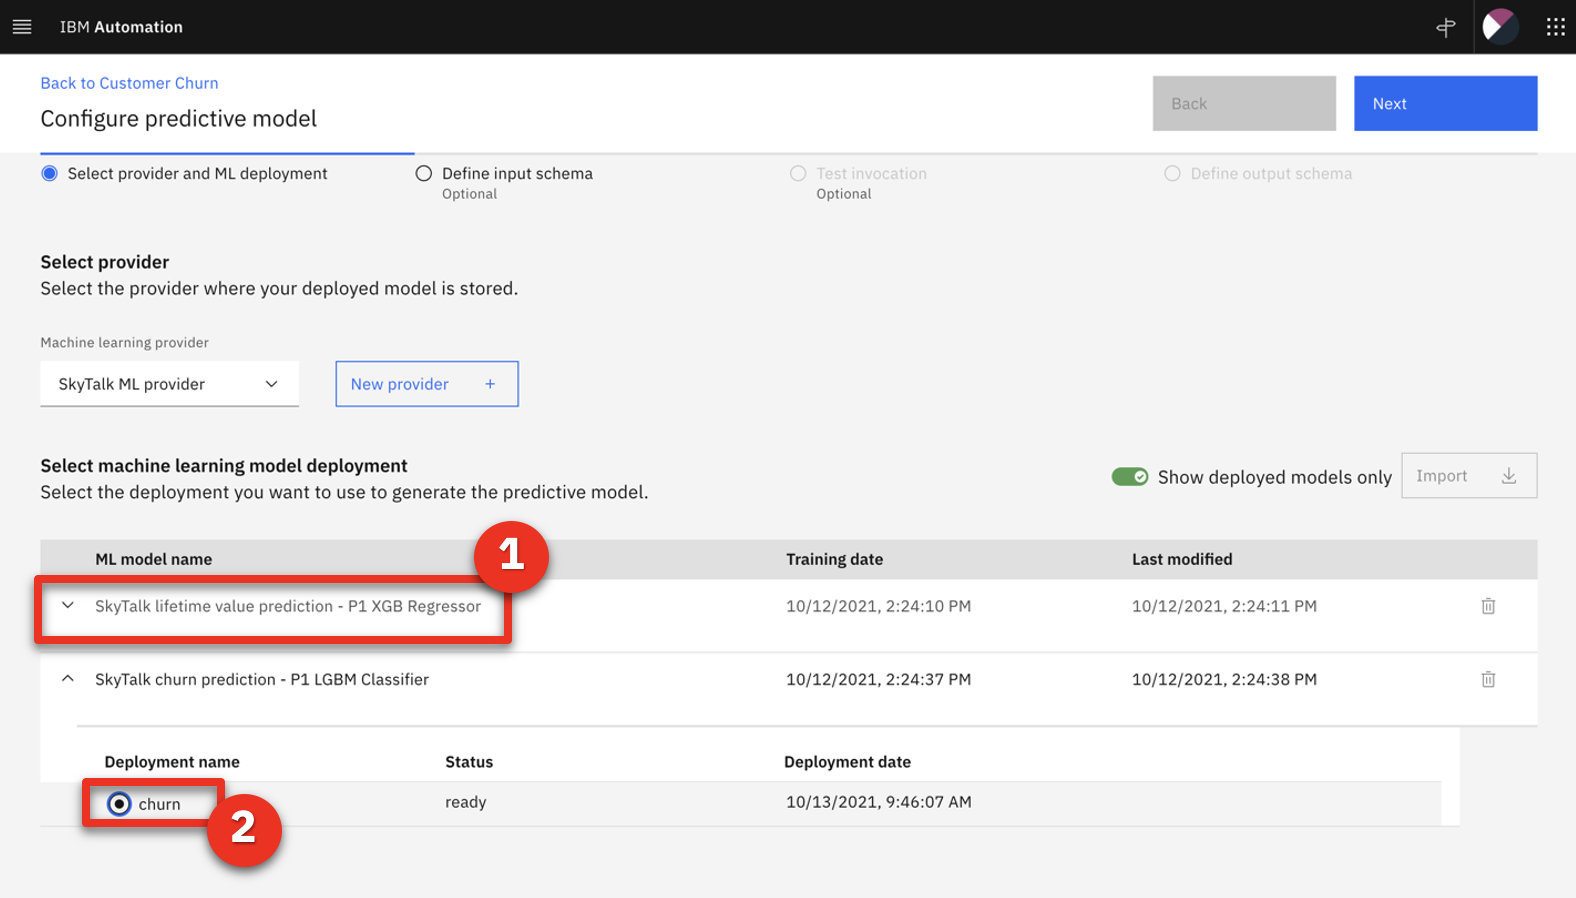 IBM Automation
Back to Customer Churn
Configure predictive model
Back
Next
Select provider and ML deployment
Define input schema
Optional
Test invocation
Optional
Define output schema
Select provider
Select the provider where your deployed model is stored.
Machine learning provider
SkyTalk ML provider
New provider +
Select machine learning model deployment
Select the deployment you want to use to generate the predictive model.
Show deployed models only
Import
ML model name Training date Last modified
1
SkyTalk lifetime value prediction - P1 XGB Regressor 10/12/2021, 2:24:10 PM 10/12/2021, 2:24:11 PM
SkyTalk churn prediction - P1 LGBM Classifier 10/12/2021, 2:24:37 PM 10/12/2021, 2:24:38 PM
Deployment name Status Deployment date
churn ready 10/13/2021, 9:46:07 AM
2